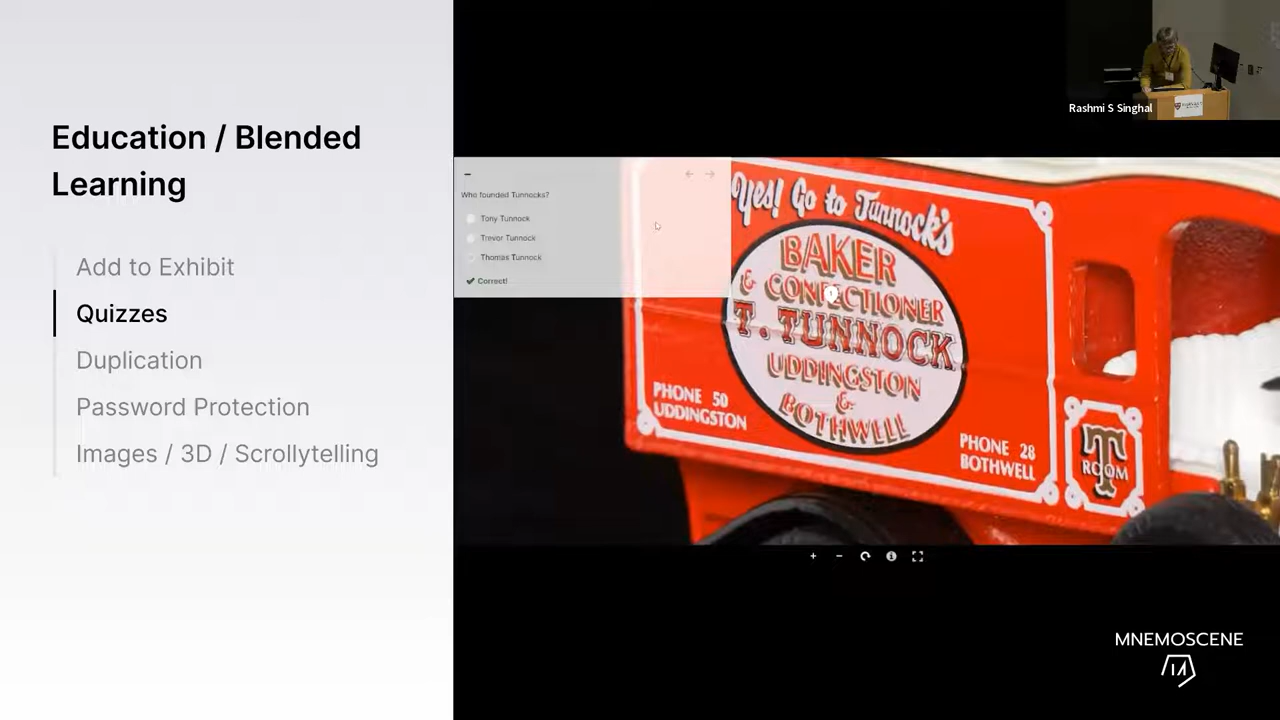 Education / Blended
Learning
Add to Exhibit
Quizzes
Duplication
Password Protection
Images / 3D / Scrollytelling
Rashmi S Singhal
Who founded Tunnocks?
Tony Tunnock
Trevor Tunnock
Thomas Tunnock
Correct!
Yes! Go to Tunnock's
BAKER
& CONFECTIONER
T. TUNNOCK
UDDINGSTON
&
BOTHWELL
PHONE 50
UDDINGSTON
PHONE 28
BOTHWELL
T
ROOM
MNEMOSCENE